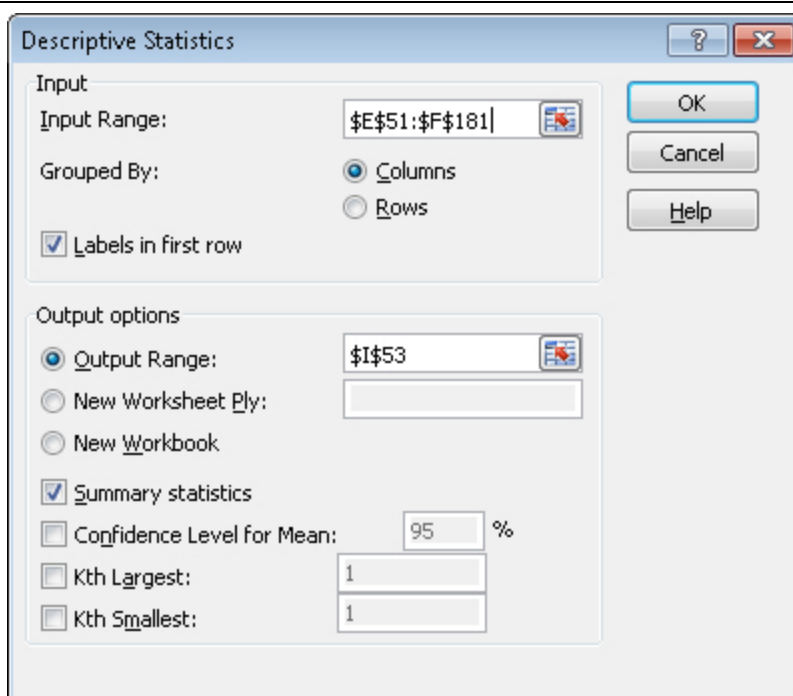 Descriptive Statistics
Input
Input Range: $E$51:$F$181
Grouped By: Columns
Rows
Labels in first row
OK
Cancel
Help
Output options
Output Range: $I$53
New Worksheet Ply:
New Workbook
Summary statistics
Confidence Level for Mean: 95 %
Kth Largest: 1
Kth Smallest: 1